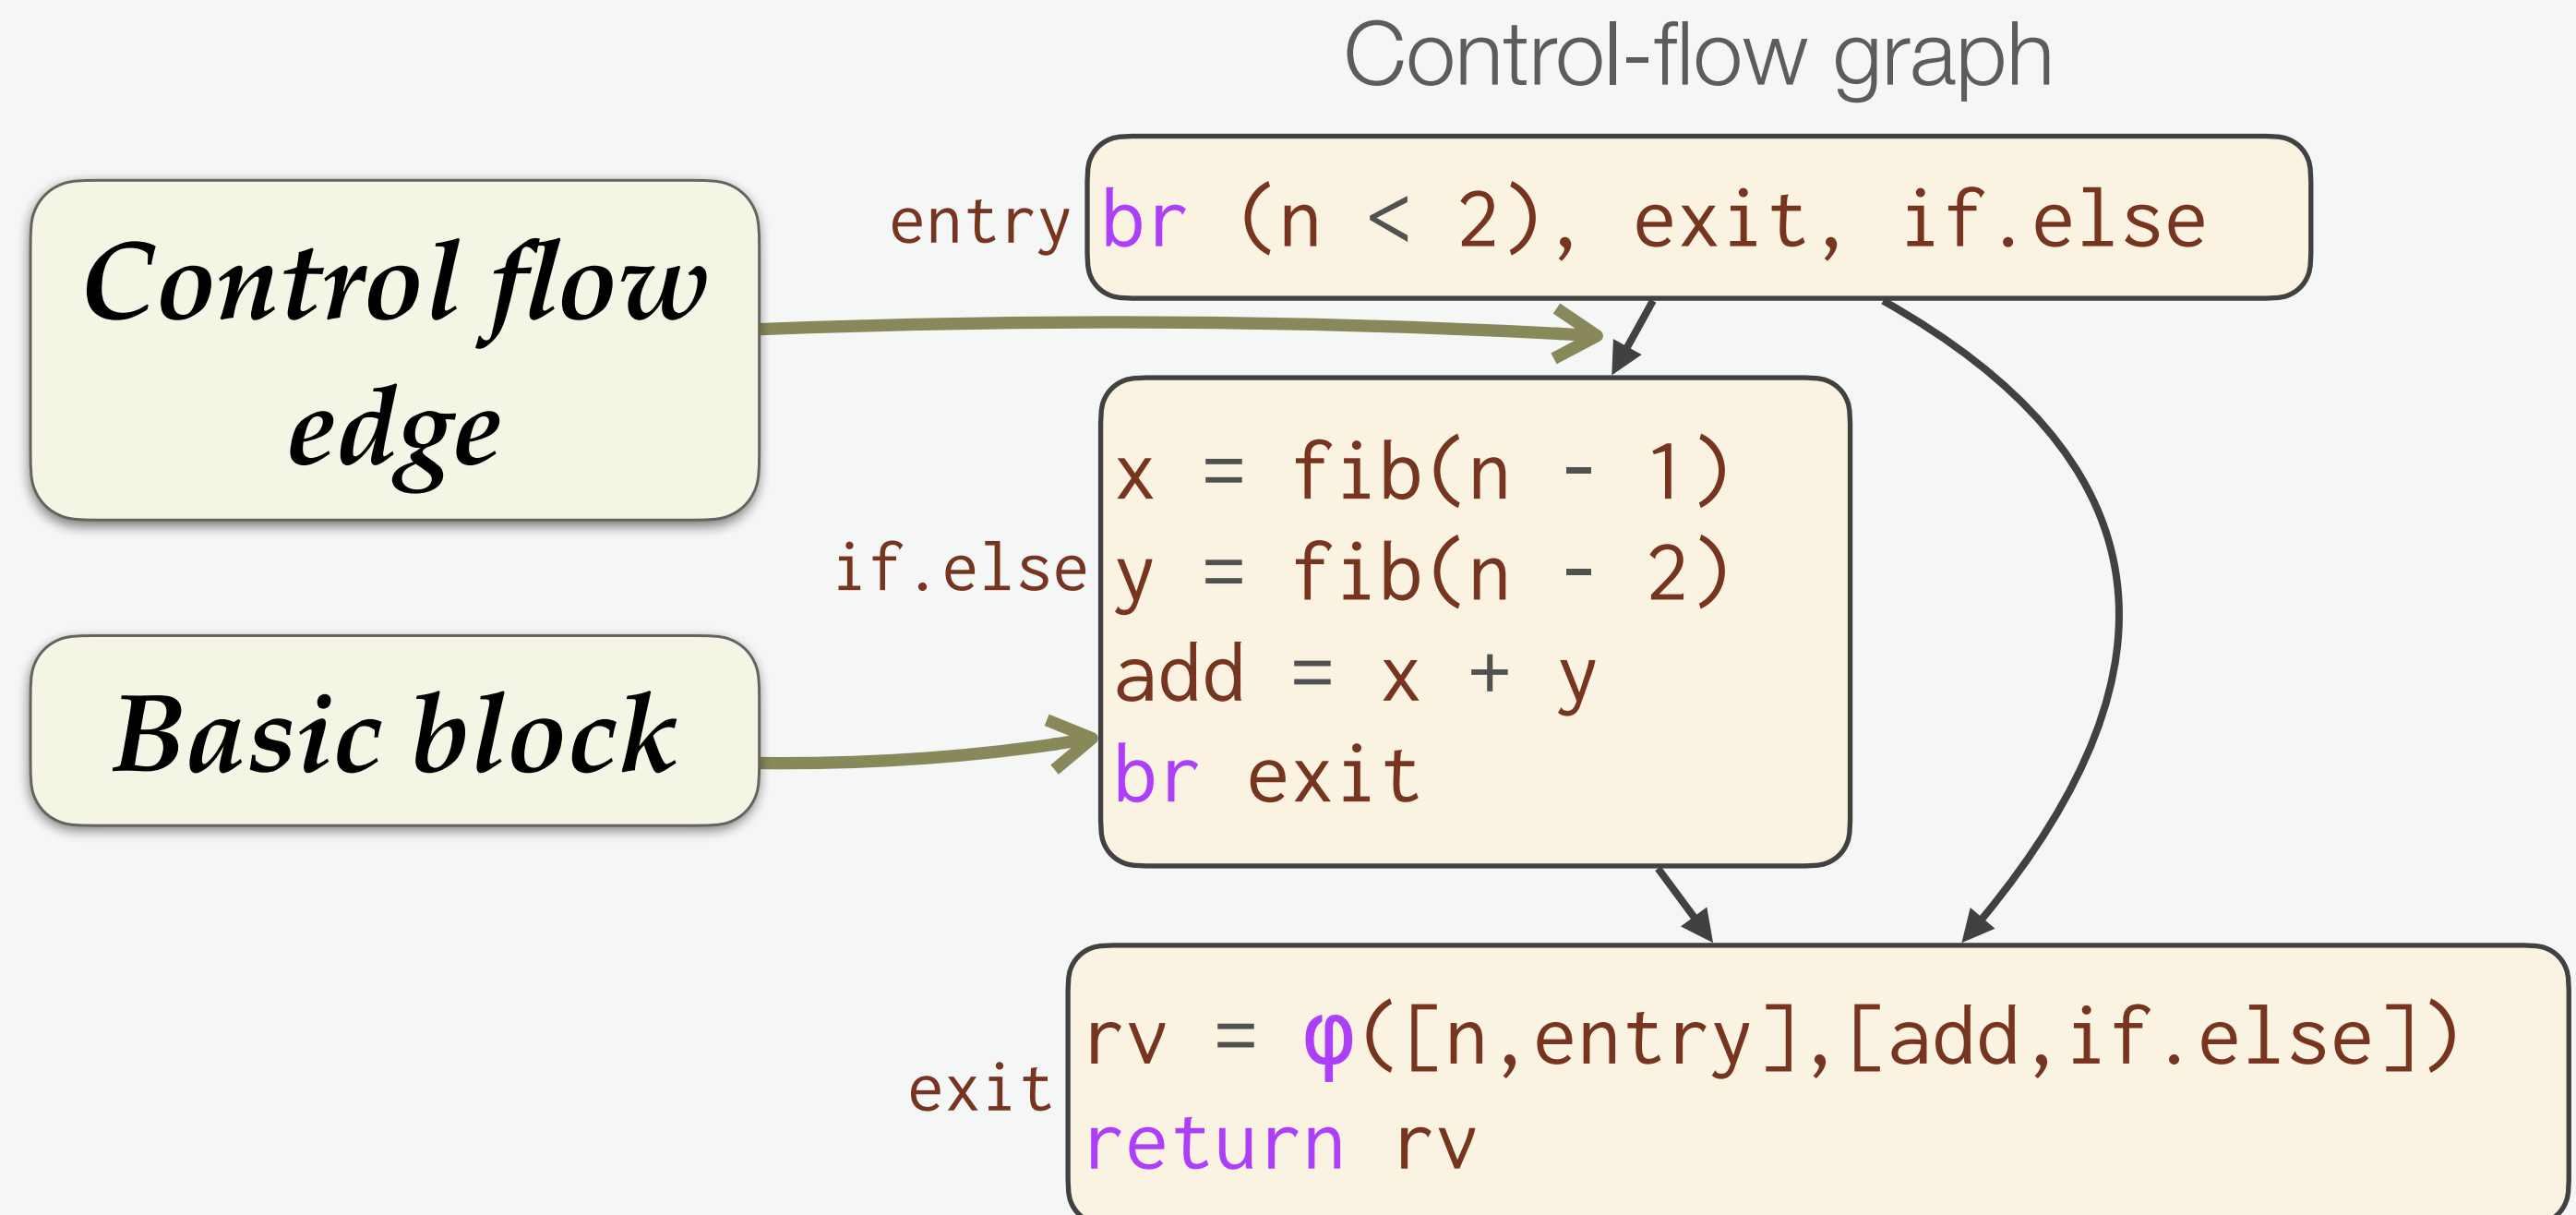 Control-flow graph
Control flow
edge
entry
br (n < 2), exit, if.else
if.else
x = fib(n - 1)
y = fib(n - 2)
add = x + y
br exit
Basic block
exit
rv = φ([n,entry],[add,if.else])
return rv